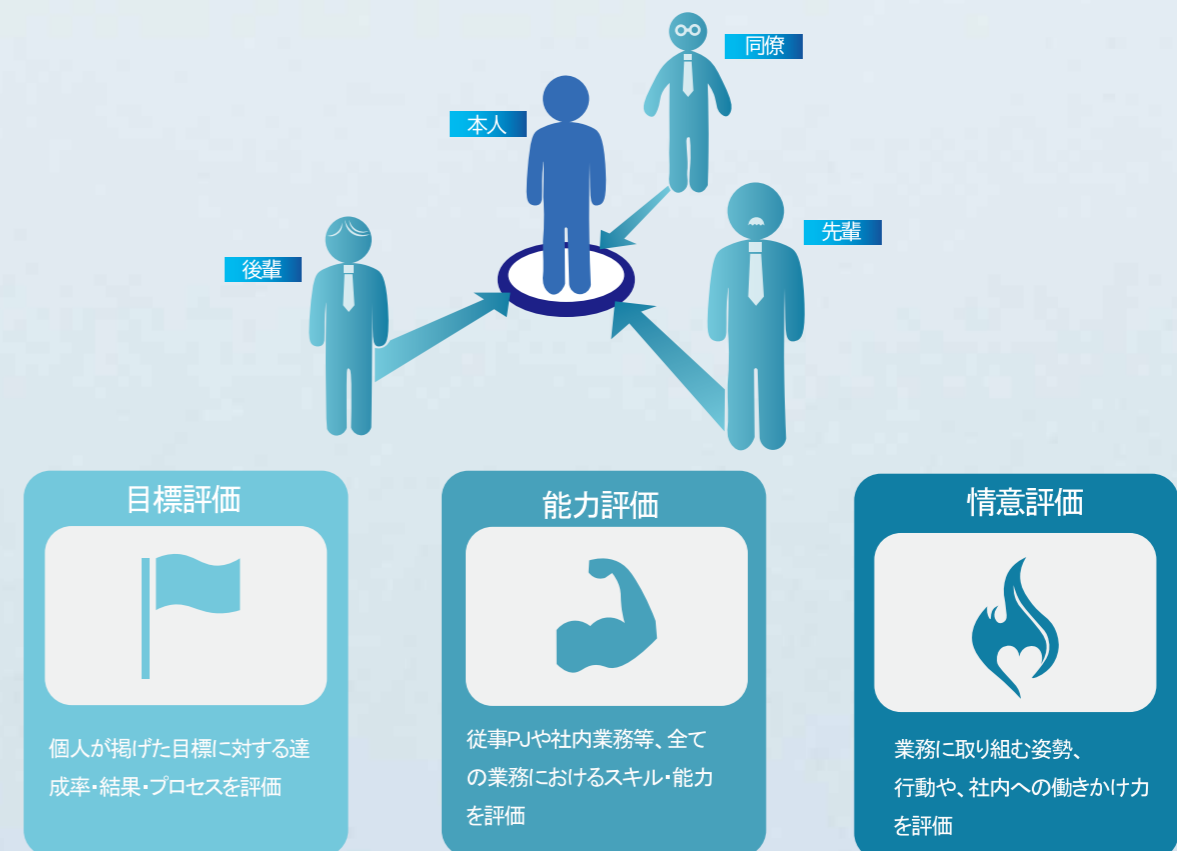 同僚
本人
先輩
後輩
目標評価
個人が掲げた目標に対する達
成率・結果・プロセスを評価
能力評価
従事PJや社内業務等、全て
の業務におけるスキル・能力
を評価
情意評価
業務に取り組む姿勢、
行動や、社内への働きかけ力
を評価